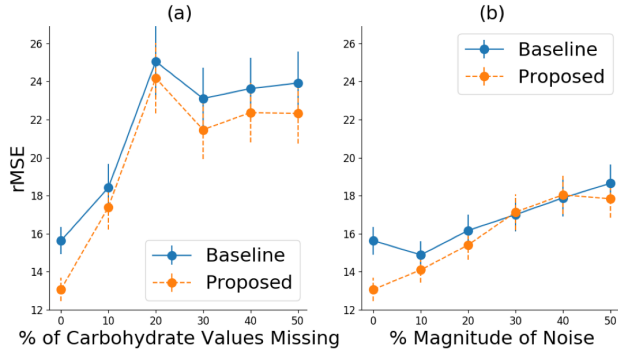 (a)
(b)
26
24
22
20
18
16
14
12
rMSE
Baseline
Proposed
0 10 20 30 40 50
% of Carbohydrate Values Missing
26
24
22
20
18
16
14
12
Baseline
Proposed
0 10 20 30 40 50
% Magnitude of Noise